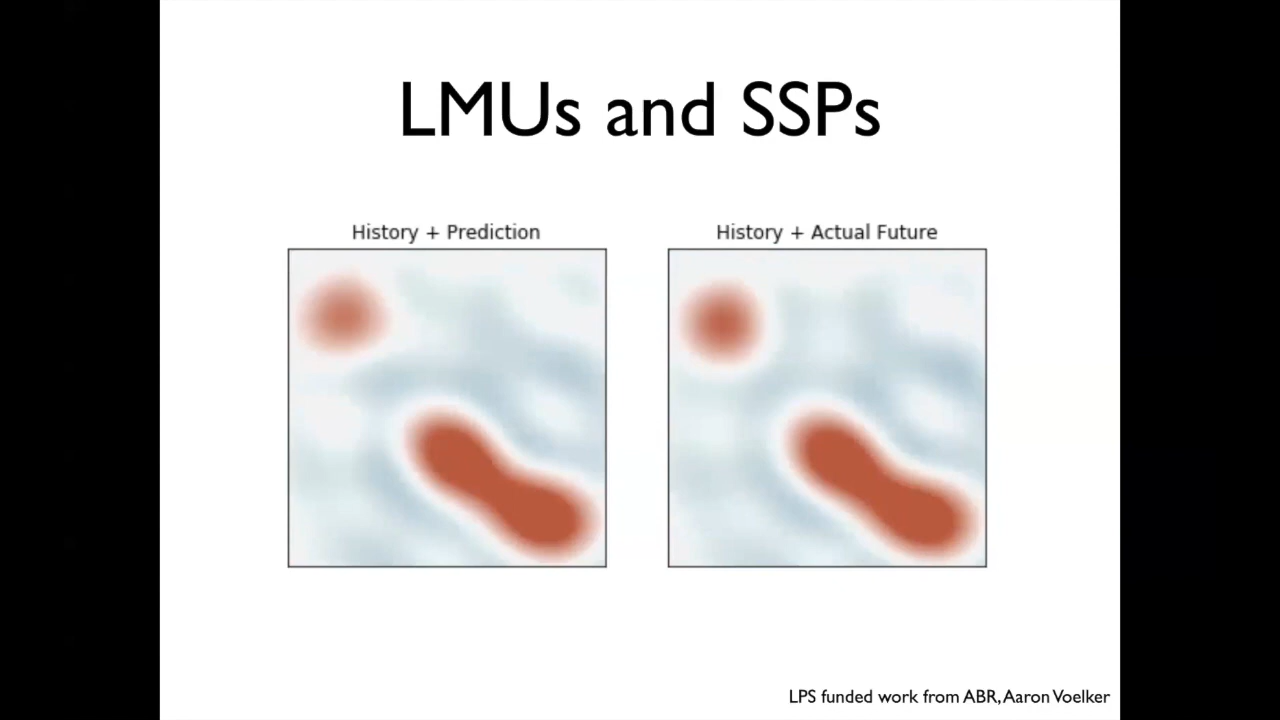 LMUs and SSPs
History + Prediction
History + Actual Future
LPS funded work from ABR, Aaron Voelker